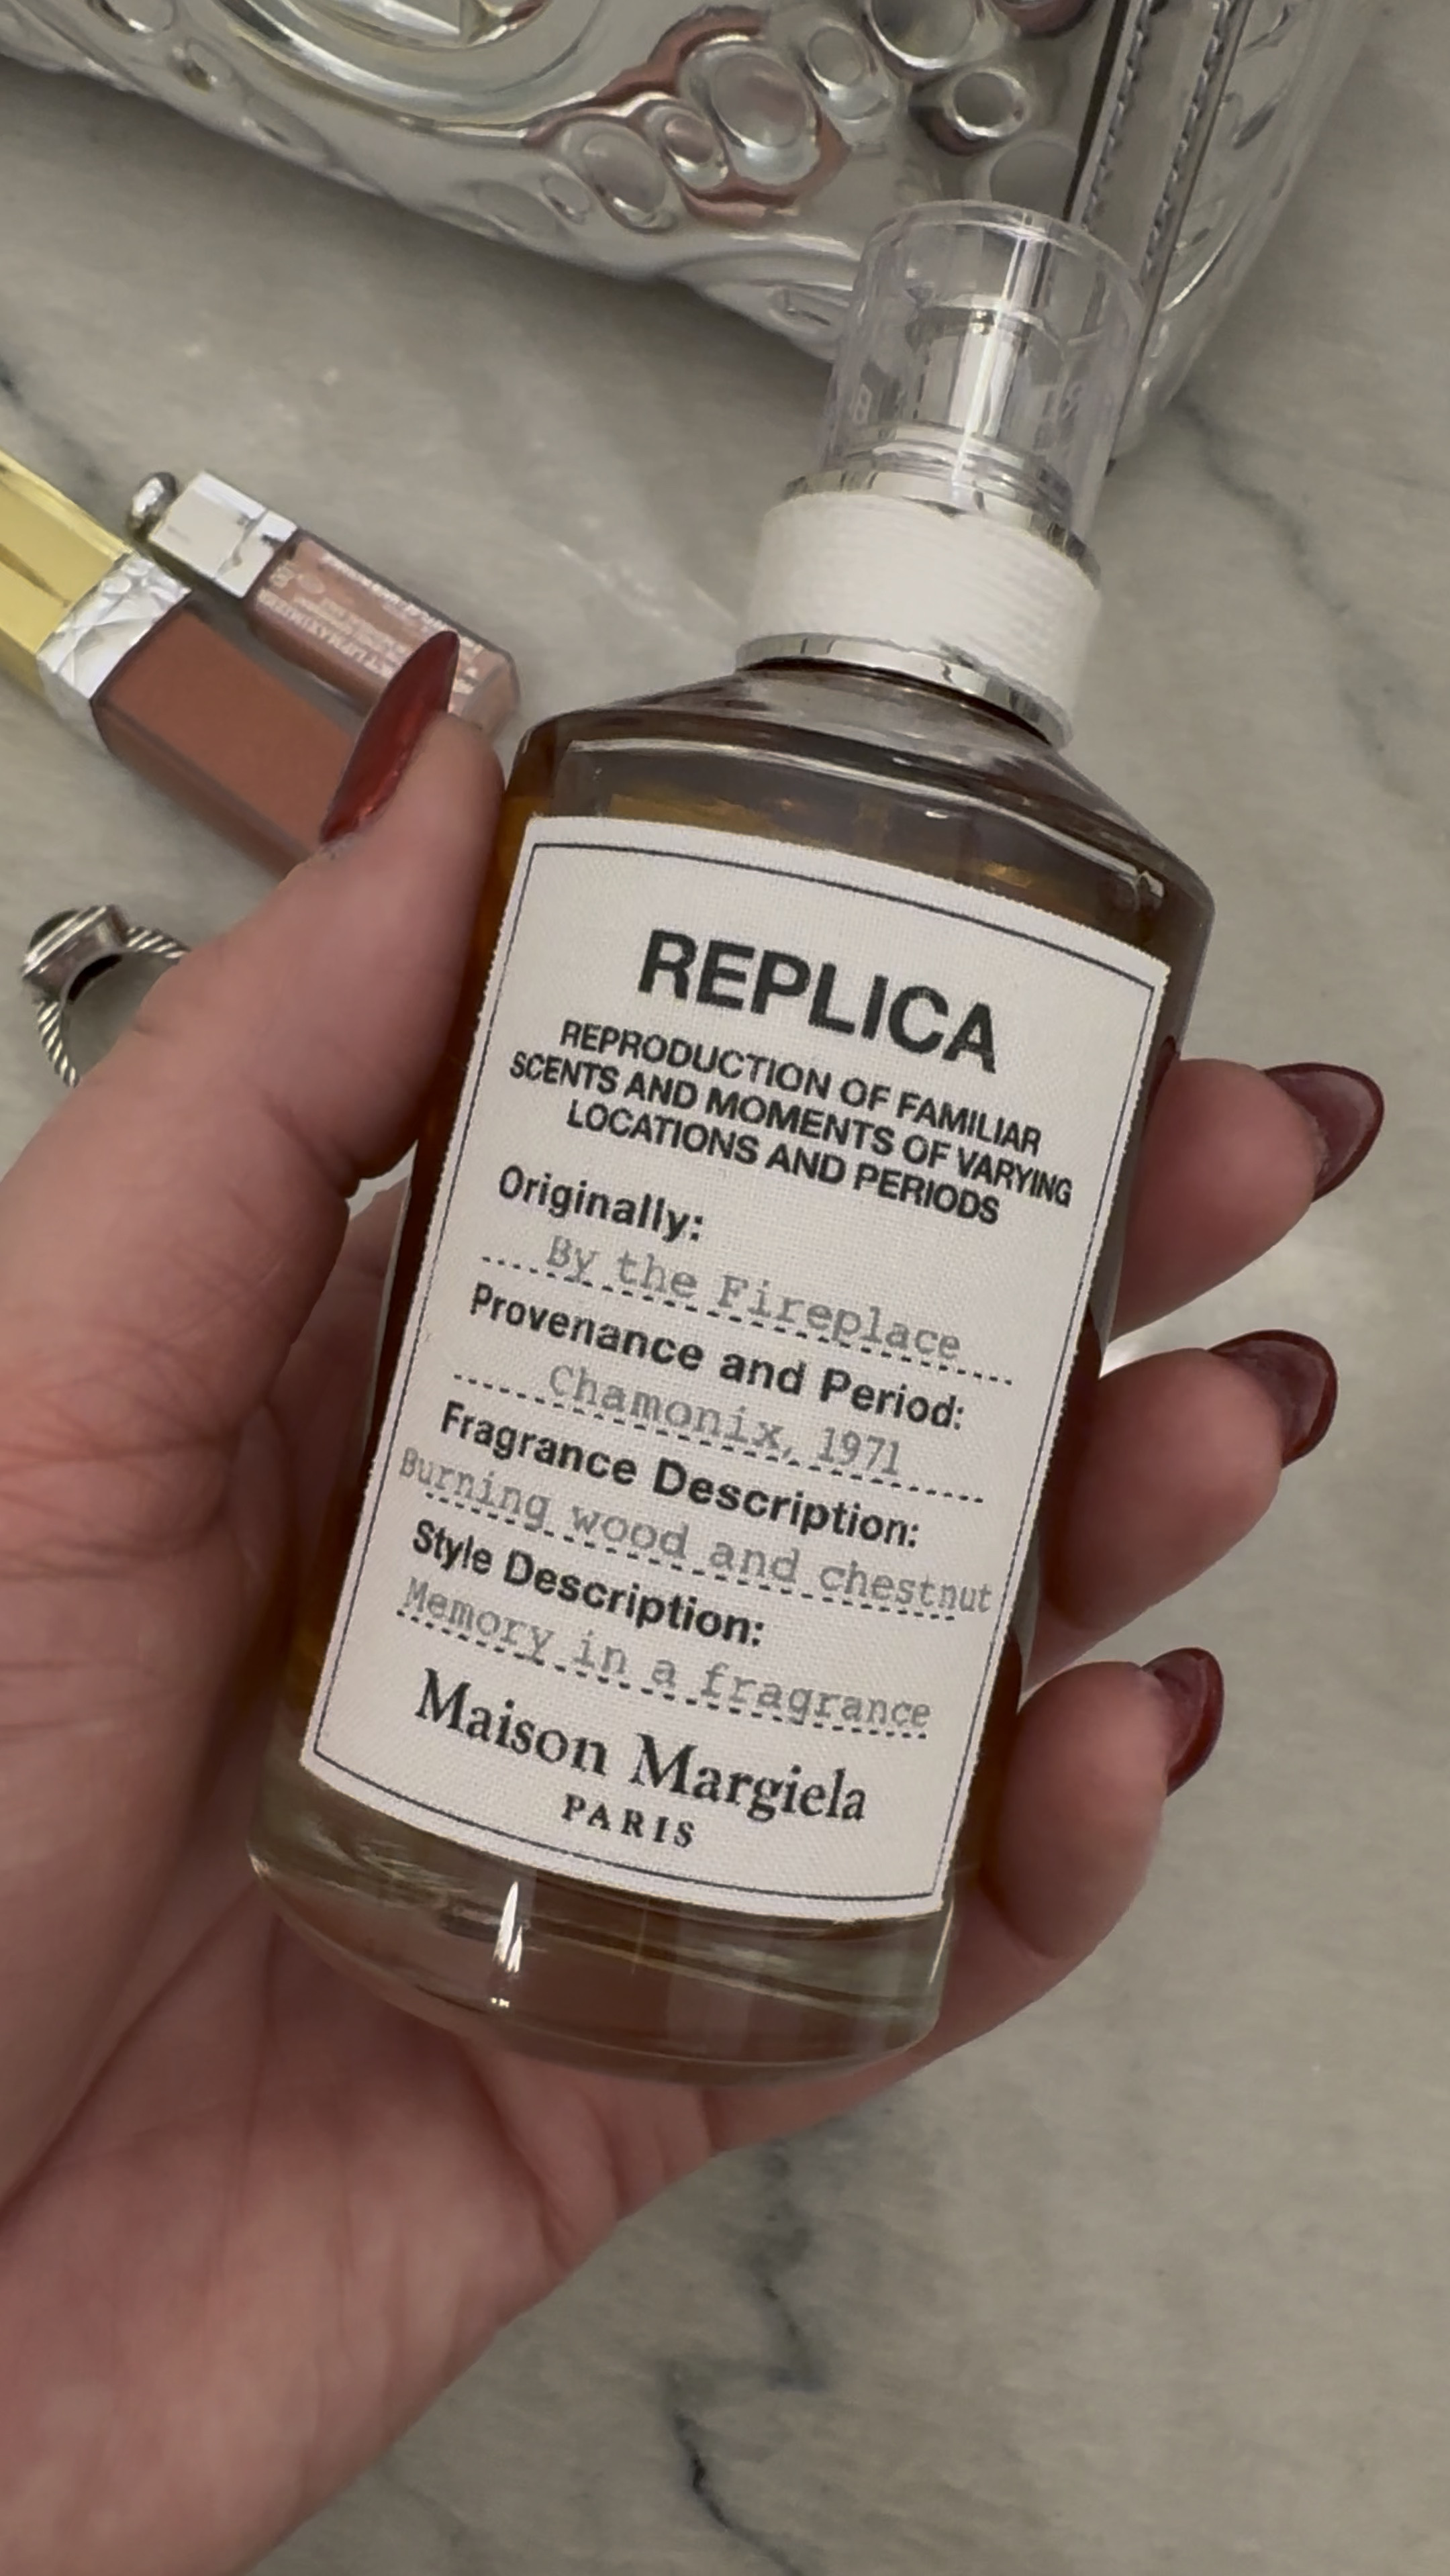 REPLICA
REPRODUCTION OF FAMILIAR
SCENTS AND MOMENTS OF VARYING
LOCATIONS AND PERIODS
Originally:
By the Fireplace
Provenance and Period:
Chamonix, 1971
Fragrance Description:
Burning wood and chestnut
Style Description:
Memory in a fragrance
Maison Margiela
PARIS